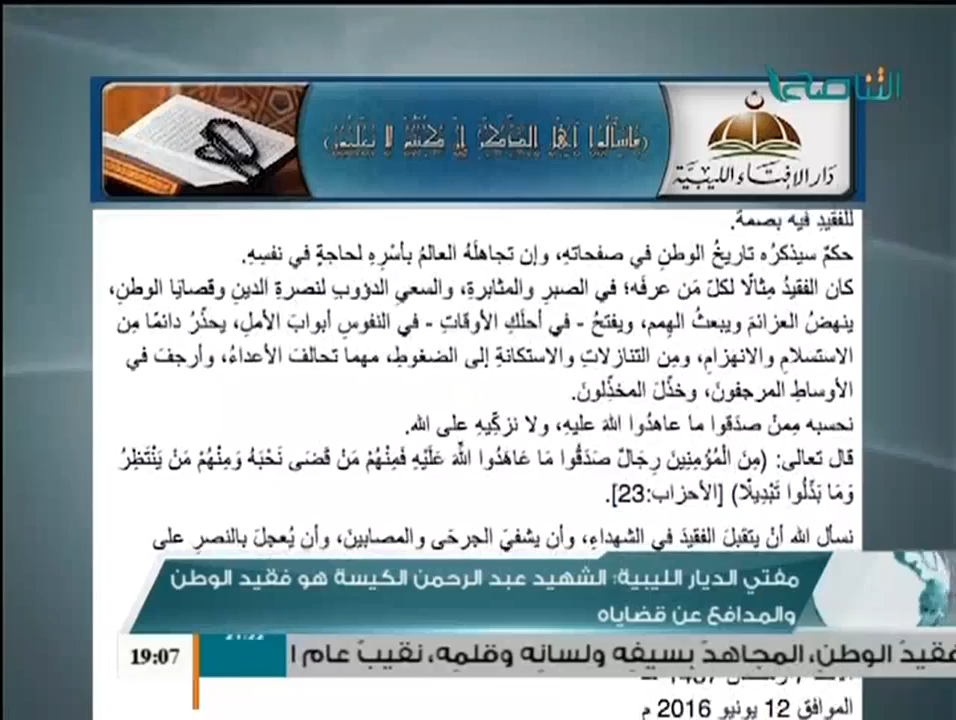 التناصح
﴿فاسألوا أهل الذكر إن كنتم لا تعلمون﴾
دار الإفتاء الليبية
للفقيدِ فيه بصمةٌ.
حكمٌ سيذكرُه تاريخُ الوطنِ في صفحاتهِ، وإن تجاهلَهُ العالمُ بأسْرِهِ لحاجةٍ في نفسِهِ.
كان الفقيدُ مِثالًا لكلّ مَن عرفَه؛ في الصبرِ والمثابرةِ، والسعيِ الدؤوبِ لنصرةِ الدينِ وقضايَا الوطنِ،
ينهضُ العزائمَ ويبعثُ الهِمم، ويفتحُ - في أحلَكِ الأوقاتِ - في النفوسِ أبوابَ الأملِ، يحذّرُ دائمًا مِن
الاستسلامِ والانهزامِ، ومِن التنازلاتِ والاستكانةِ إلى الضغوطِ، مهما تحالفَ الأعداءُ، وأرجفَ في
الأوساطِ المرجفونَ، وخذّلَ المخذّلونَ.
نحسبه مِمنْ صدَقُوا ما عاهدُوا اللهَ عليهِ، ولا نزكّيهِ على الله.
قال تعالى: (مِنَ الْمُؤْمِنِينَ رِجَالٌ صَدَقُوا مَا عَاهَدُوا اللَّهَ عَلَيْهِ فَمِنْهُمْ مَنْ قَضَى نَحْبَهُ وَمِنْهُمْ مَنْ يَنْتَظِرُ
وَمَا بَدَّلُوا تَبْدِيلًا) [الأحزاب:23].
نسأل الله أنْ يتقبلَ الفقيدَ في الشهداءِ، وأن يشفيَ الجرحَى والمصابينَ، وأن يُعجلَ بالنصرِ على
مفتي الديار الليبية: الشهيد عبد الرحمن الكيسة هو فقيد الوطن
والمدافع عن قضاياه
19:07
فقيدُ الوطنِ، المجاهدُ بسيفِهِ ولسانِه وقلمِه، نقيبُ عام ا
الموافق 12 يونيو 2016 م